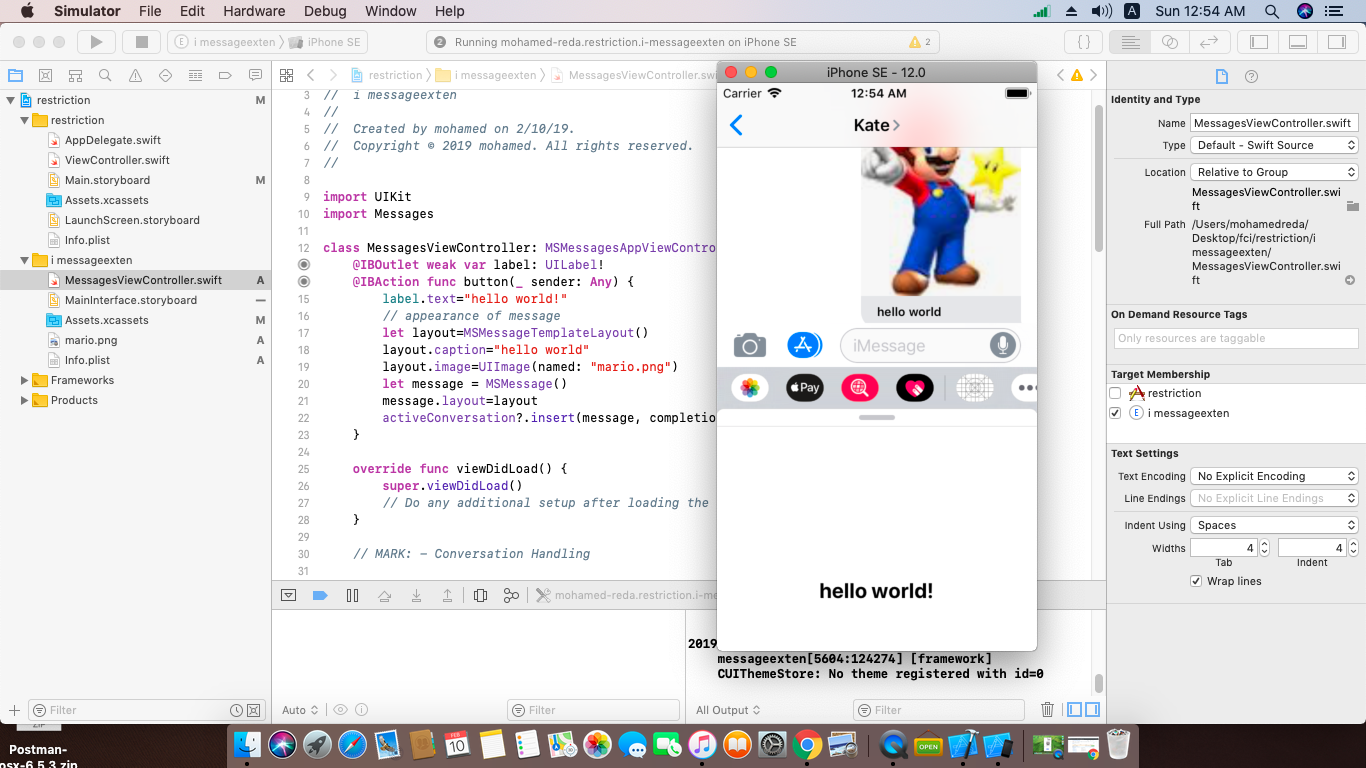 Simulator File Edit Hardware Debug Window Help
A Sun 12:54 AM
i messageexten iPhone SE
2 Running mohamed-reda.restriction.i-messageexten on iPhone SE 2
{}
restriction i messageexten MessagesViewController.sw
restriction M
restriction
AppDelegate.swift
ViewController.swift
Main.storyboard M
Assets.xcassets
LaunchScreen.storyboard
Info.plist
i messageexten
MessagesViewController.swift A
MainInterface.storyboard —
Assets.xcassets M
mario.png A
Info.plist A
Frameworks
Products
Filter
3 // i messageexten
4 //
5 // Created by mohamed on 2/10/19.
6 // Copyright © 2019 mohamed. All rights reserved.
7 //
8
9 import UIKit
10 import Messages
11
12 class MessagesViewController: MSMessagesAppViewContro
@IBOutlet weak var label: UILabel!
@IBAction func button(_ sender: Any) {
15 label.text="hello world!"
16 // appearance of message
17 let layout=MSMessageTemplateLayout()
18 layout.caption="hello world"
19 layout.image=UIImage(named: "mario.png")
20 let message = MSMessage()
21 message.layout=layout
22 activeConversation?.insert(message, completio
23 }
24
25 override func viewDidLoad() {
26 super.viewDidLoad()
27 // Do any additional setup after loading the
28 }
29
30 // MARK: - Conversation Handling
31
mohamed-reda.restriction.i-me
2019
messageexten[5604:124274] [framework]
CUIThemeStore: No theme registered with id=0
Auto
Filter
All Output
Filter
iPhone SE - 12.0
Carrier 12:54 AM
Kate
hello world
iMessage
Pay
hello world!
Identity and Type
Name MessagesViewController.swift
Type Default - Swift Source
Location Relative to Group
MessagesViewController.swi
ft
Full Path /Users/mohamedreda/
Desktop/fci/restriction/i
messageexten/
MessagesViewController.swi
ft
On Demand Resource Tags
Only resources are taggable
Target Membership
restriction
E i messageexten
Text Settings
Text Encoding No Explicit Encoding
Line Endings No Explicit Line Endings
Indent Using Spaces
Widths 4 4
Tab Indent
Wrap lines
ZIP
Postman-
osx-6.5.3.zip
FEB
10
OPEN